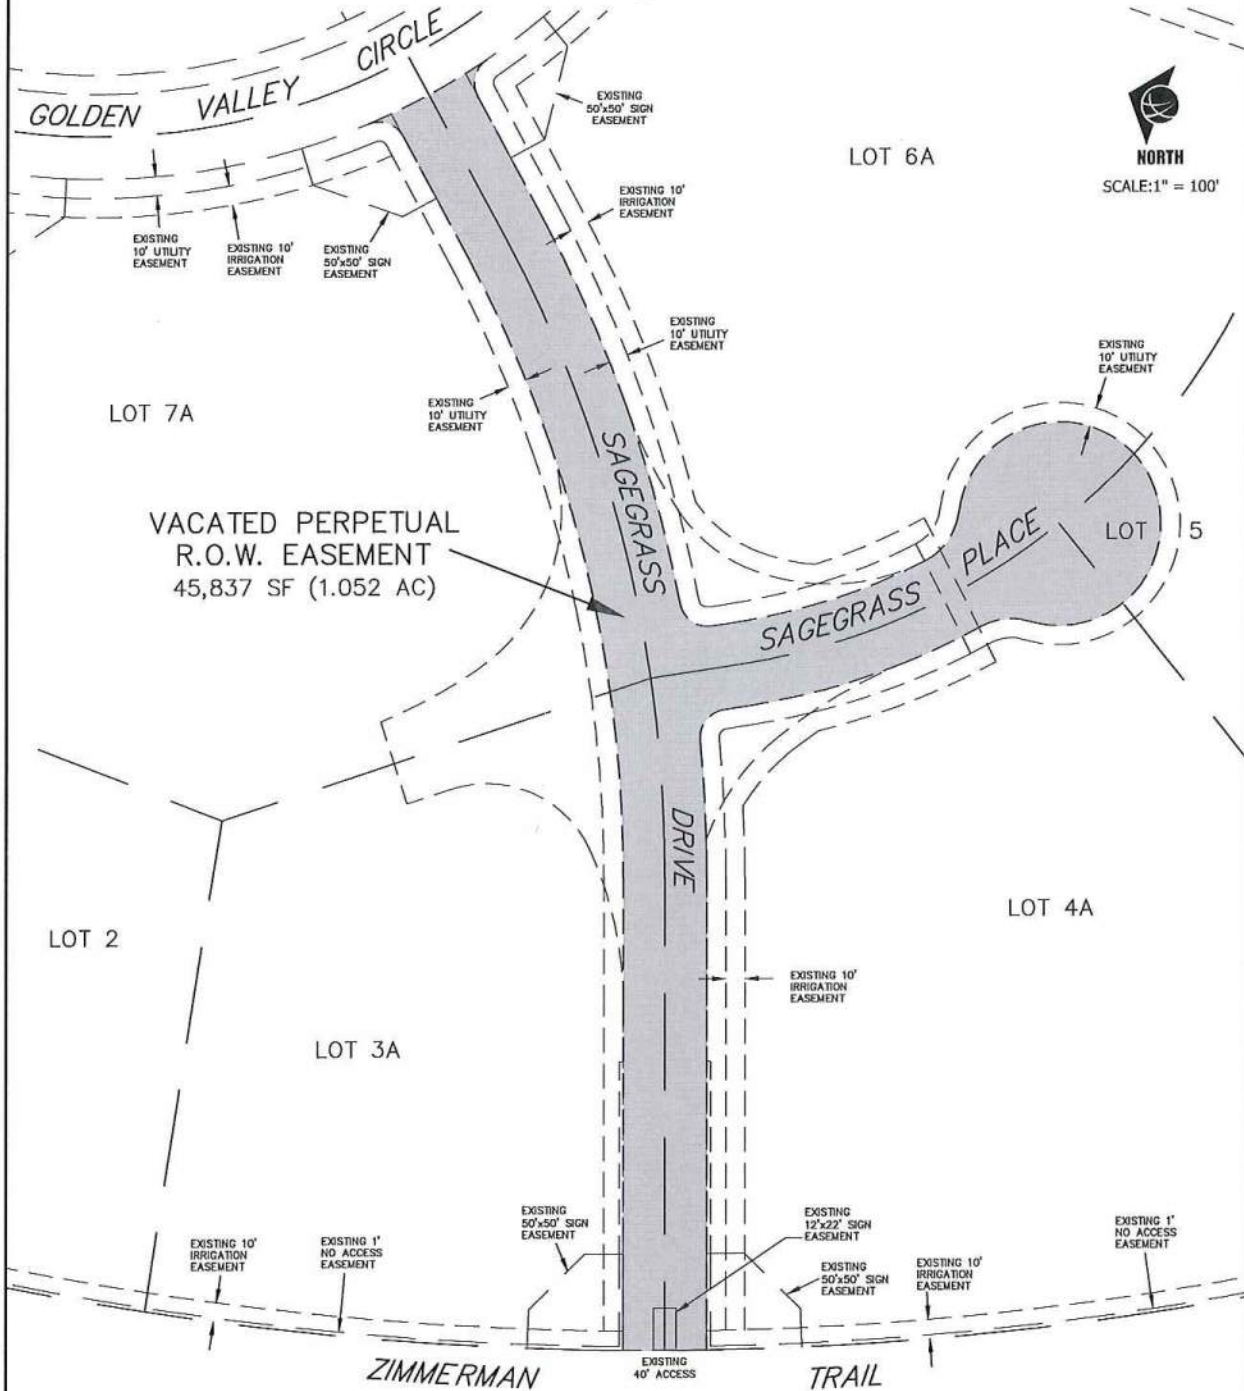 GOLDEN VALLEY CIRCLE
EXISTING
50'x50' SIGN
EASEMENT
LOT 6A
NORTH
SCALE:1" = 100'
EXISTING 10'
IRRIGATION
EASEMENT
EXISTING
10' UTILITY
EASEMENT
EXISTING 10'
IRRIGATION
EASEMENT
EXISTING
50'x50' SIGN
EASEMENT
EXISTING
10' UTILITY
EASEMENT
EXISTING
10' UTILITY
EASEMENT
LOT 7A
EXISTING
10' UTILITY
EASEMENT
SAGEGRASS
VACATED PERPETUAL
R.O.W. EASEMENT
45,837 SF (1.052 AC)
LOT 5
SAGEGRASS PLACE
DRIVE
LOT 4A
LOT 2
EXISTING 10'
IRRIGATION
EASEMENT
LOT 3A
EXISTING
50'x50' SIGN
EASEMENT
EXISTING
12'x22' SIGN
EASEMENT
EXISTING 1'
NO ACCESS
EASEMENT
EXISTING 10'
IRRIGATION
EASEMENT
EXISTING 1'
NO ACCESS
EASEMENT
EXISTING
50'x50' SIGN
EASEMENT
EXISTING 10'
IRRIGATION
EASEMENT
EXISTING
40' ACCESS
ZIMMERMAN TRAIL